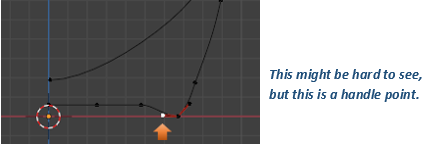 This might be hard to see,
but this is a handle point.